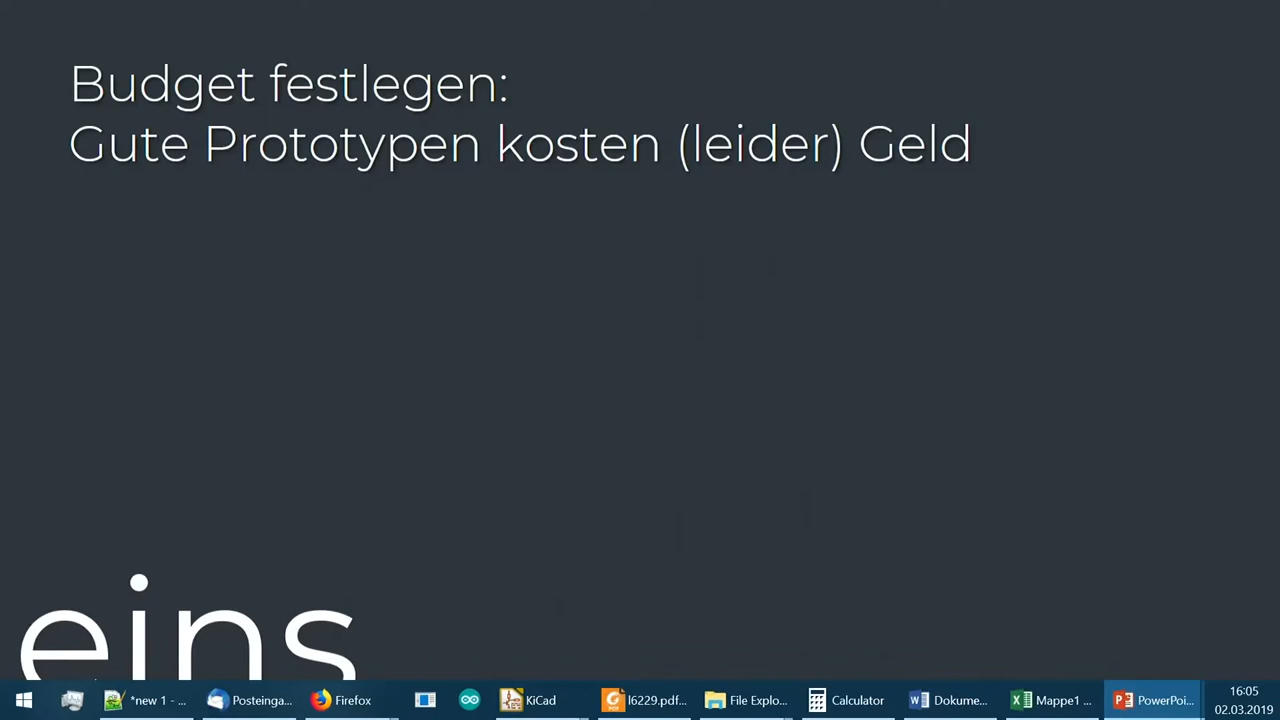 Budget festlegen:
Gute Prototypen kosten (leider) Geld
eins
*new 1 - ...
Posteinga...
Firefox
KiCad
l6229.pdf...
File Explo...
Calculator
Dokume...
Mappe1 ...
PowerPoi...
16:05
02.03.2019